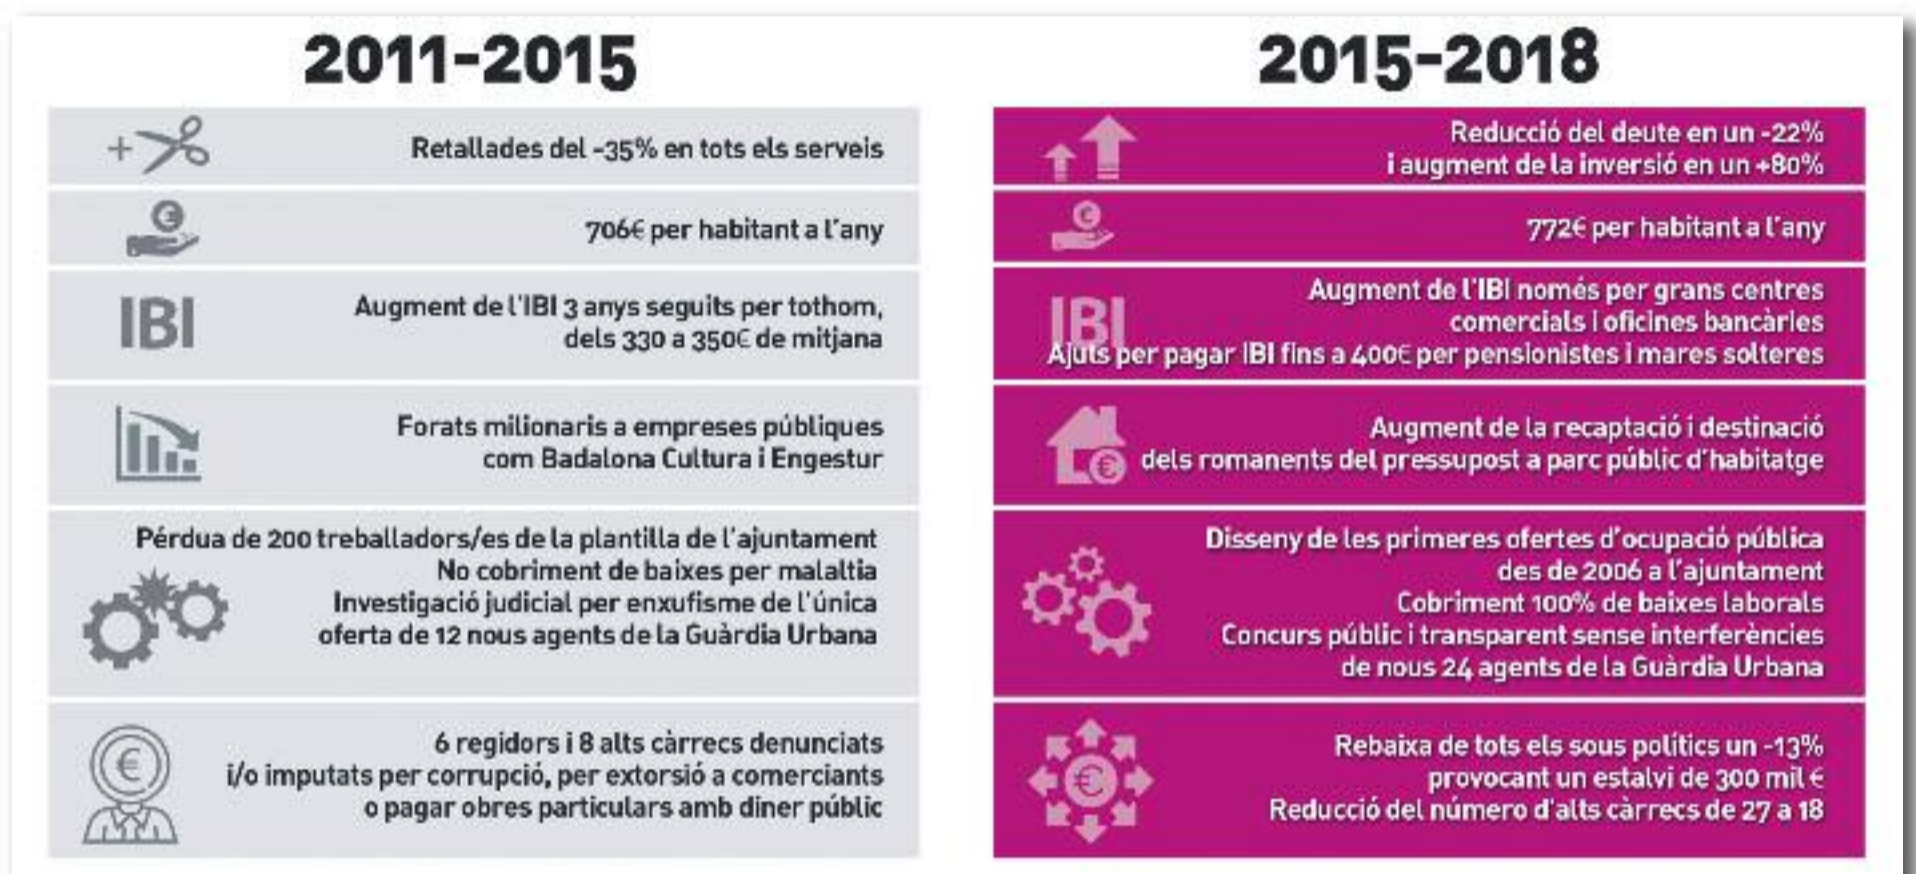 2011-2015
Retallades del -35% en tots els serveis
706€ per habitant a l'any
IBI
Augment de l'IBI 3 anys seguits per tothom,
dels 330 a 350€ de mitjana
Forats milionaris a empreses públiques
com Badalona Cultura i Engestur
Pérdua de 200 treballadors/es de la plantilla de l'ajuntament
No cobriment de baixes per malaltia
Investigació judicial per enxufisme de l'única
oferta de 12 nous agents de la Guàrdia Urbana
6 regidors i 8 alts càrrecs denunciats
i/o imputats per corrupció, per extorsió a comerciants
o pagar obres particulars amb diner públic
2015-2018
Reducció del deute en un -22%
i augment de la inversió en un +80%
772€ per habitant a l'any
IBI
Augment de l'IBI només per grans centres
comercials i oficines bancàries
Ajuts per pagar IBI fins a 400€ per pensionistes i mares solteres
Augment de la recaptació i destinació
dels romanents del pressupost a parc públic d'habitatge
Disseny de les primeres ofertes d'ocupació pública
des de 2006 a l'ajuntament
Cobriment 100% de baixes laborals
Concurs públic i transparent sense interferències
de nous 24 agents de la Guàrdia Urbana
Rebaixa de tots els sous polítics un -13%
provocant un estalvi de 300 mil €
Reducció del número d'alts càrrecs de 27 a 18